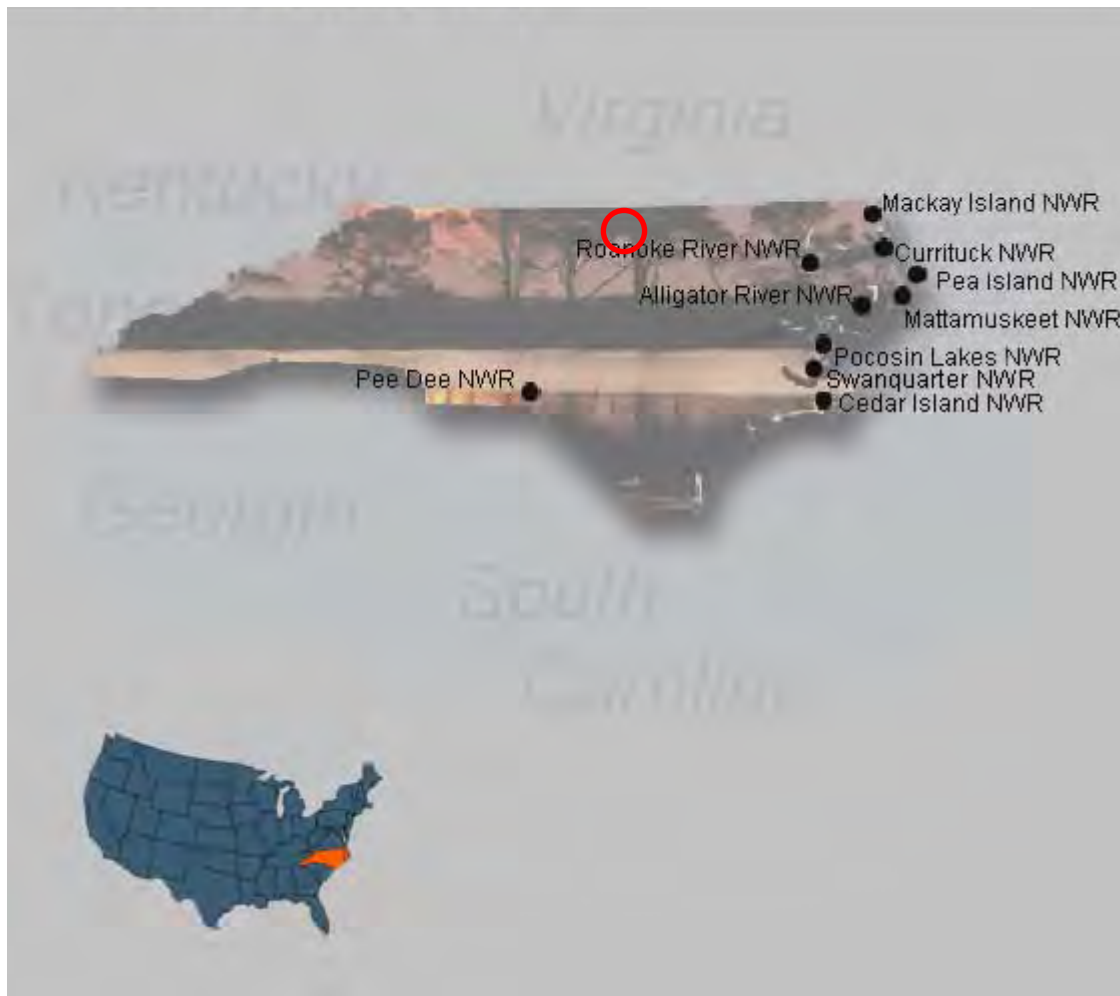 Virginia
Kentucky
Mackay Island NWR
Roanoke River NWR
Currituck NWR
Pea Island NWR
Alligator River NWR
Mattamuskeet NWR
Pocosin Lakes NWR
Pee Dee NWR
Swanquarter NWR
Cedar Island NWR
Georgia
South
Carolina